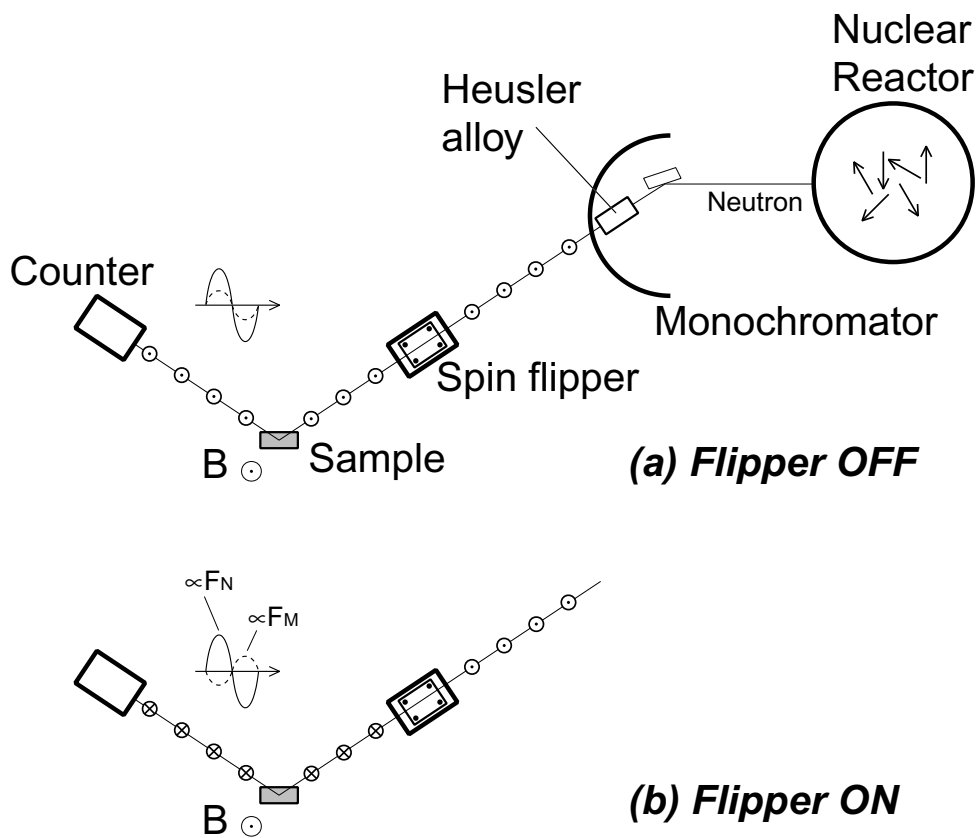 Nuclear
Reactor
Heusler
alloy
Neutron
Counter
Monochromator
Spin flipper
Sample
B
(a) Flipper OFF
∝FN
∝FM
B
(b) Flipper ON